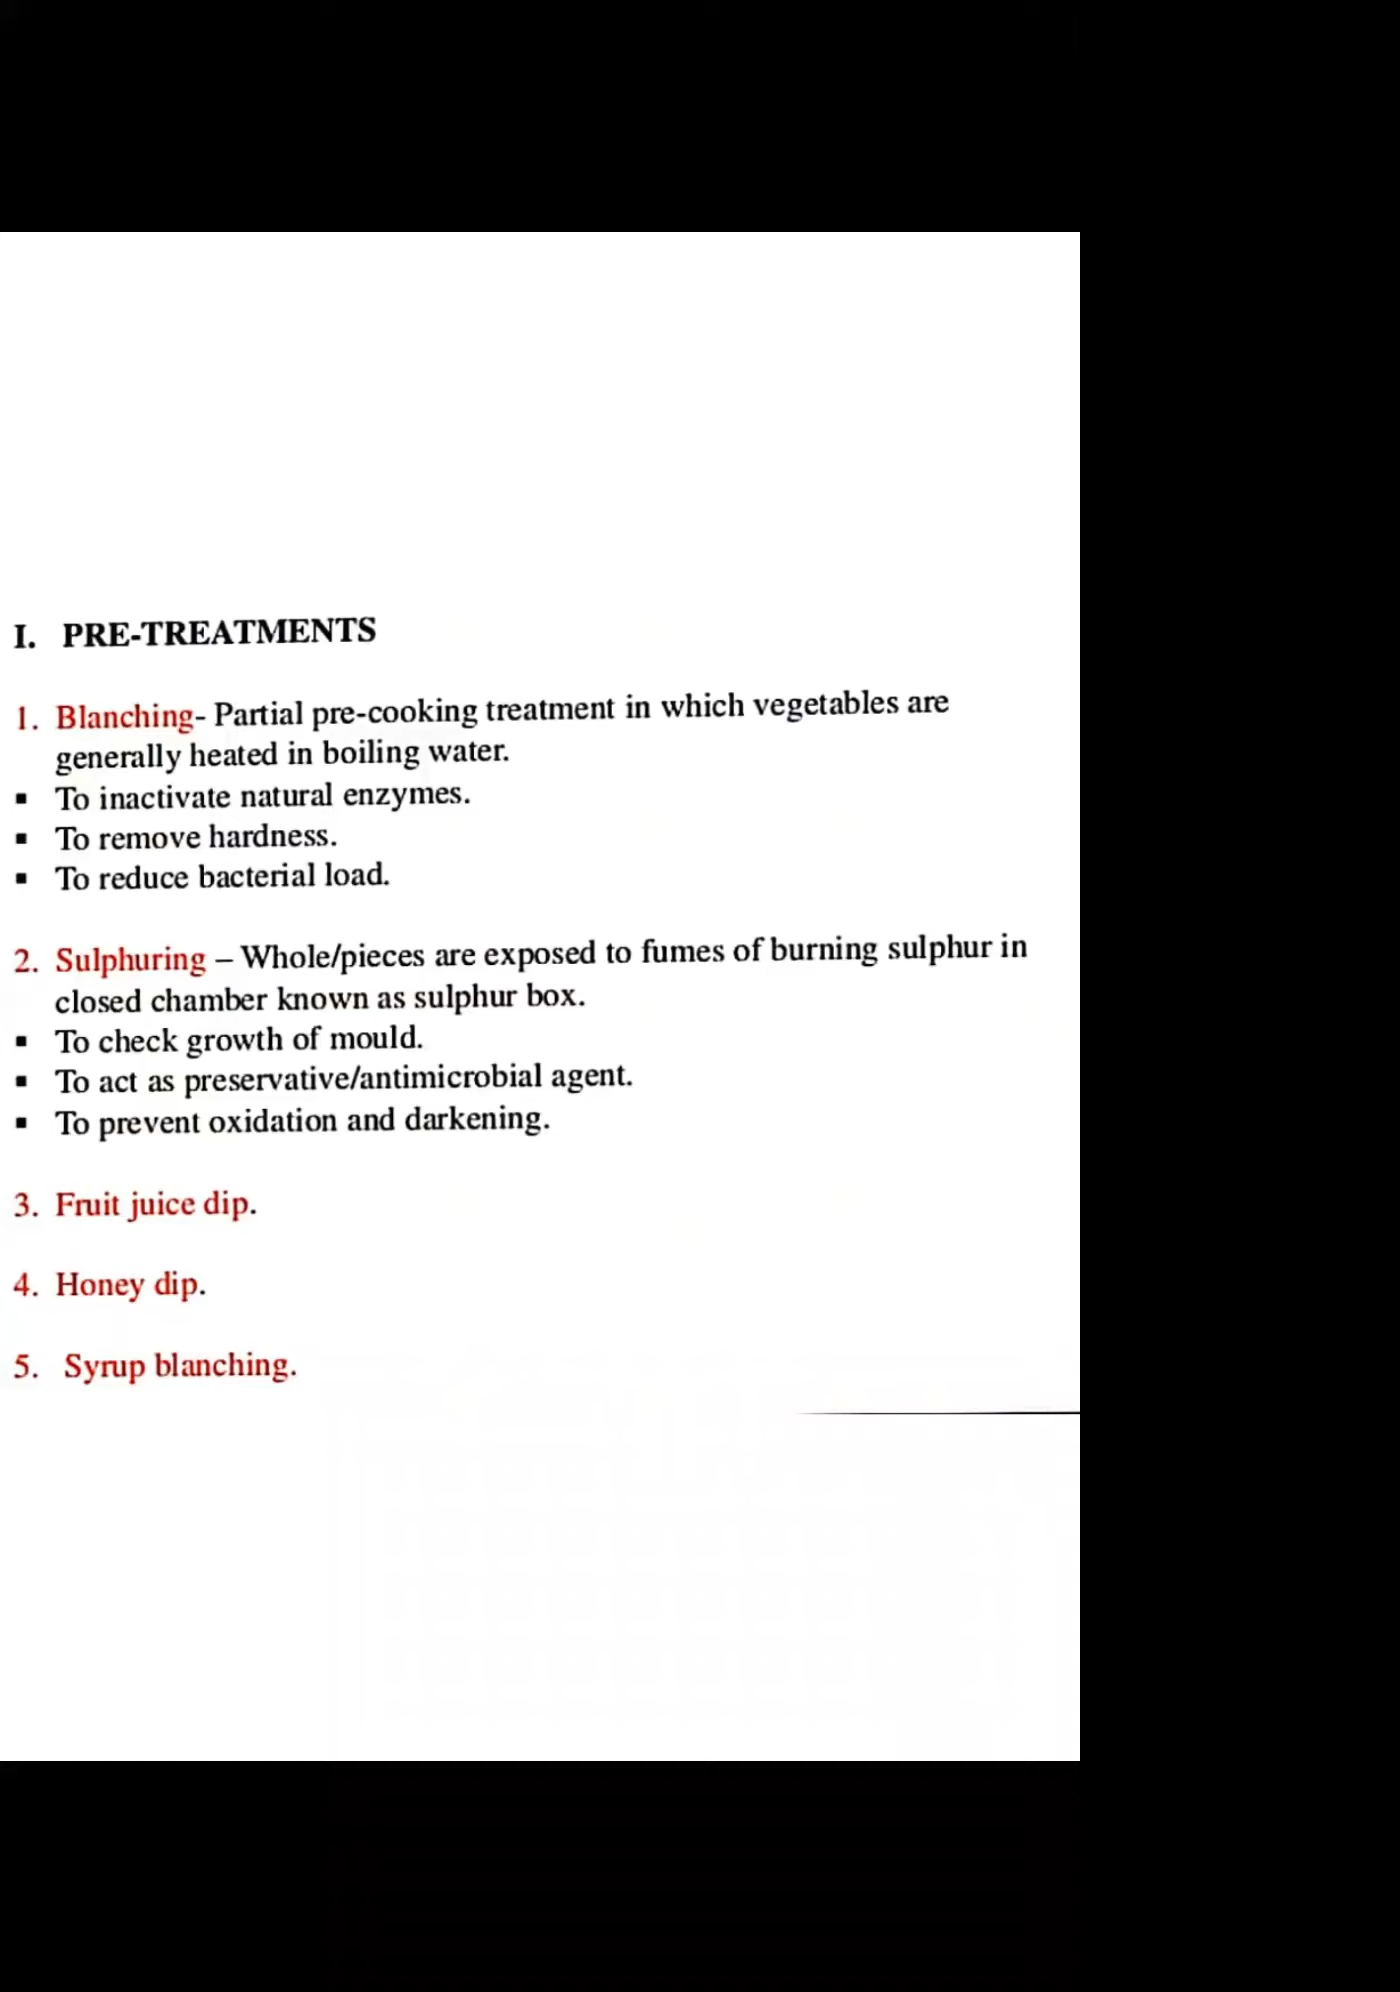 I. PRE-TREATMENTS
1. Blanching- Partial pre-cooking treatment in which vegetables are
generally heated in boiling water.
▪ To inactivate natural enzymes.
▪ To remove hardness.
▪ To reduce bacterial load.
2. Sulphuring – Whole/pieces are exposed to fumes of burning sulphur in
closed chamber known as sulphur box.
▪ To check growth of mould.
▪ To act as preservative/antimicrobial agent.
▪ To prevent oxidation and darkening.
3. Fruit juice dip.
4. Honey dip.
5. Syrup blanching.